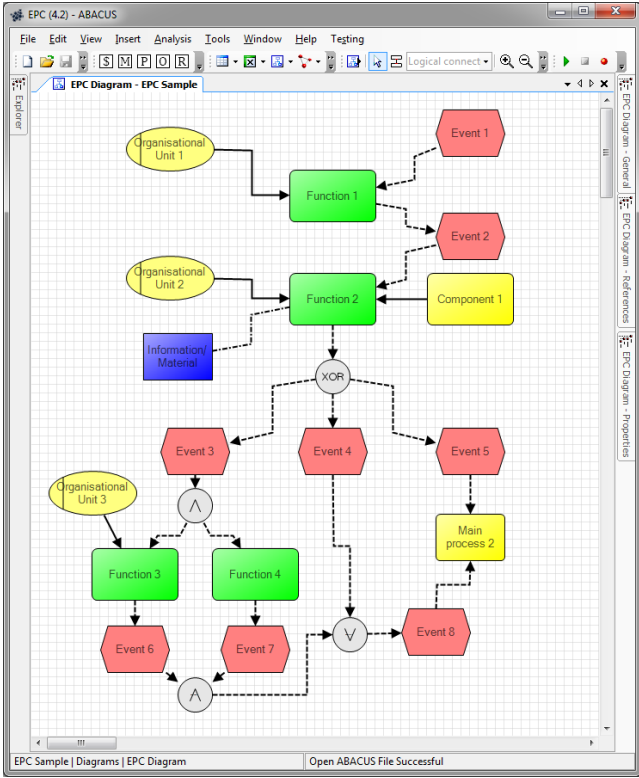 EPC (4.2) - ABACUS
File Edit View Insert Analysis Tools Window Help Testing
S M P O R Logical connect
EPC Diagram - EPC Sample
Explorer
EPC Diagram - General
EPC Diagram - References
EPC Diagram - Properties
Organisational
Unit 1
Event 1
Function 1
Event 2
Organisational
Unit 2
Function 2
Component 1
Information/
Material
XOR
Event 3
Event 4
Event 5
Λ
Organisational
Unit 3
Main
process 2
Function 3
Function 4
Event 6
Event 7
V
Event 8
Λ
EPC Sample | Diagrams | EPC Diagram
Open ABACUS File Successful